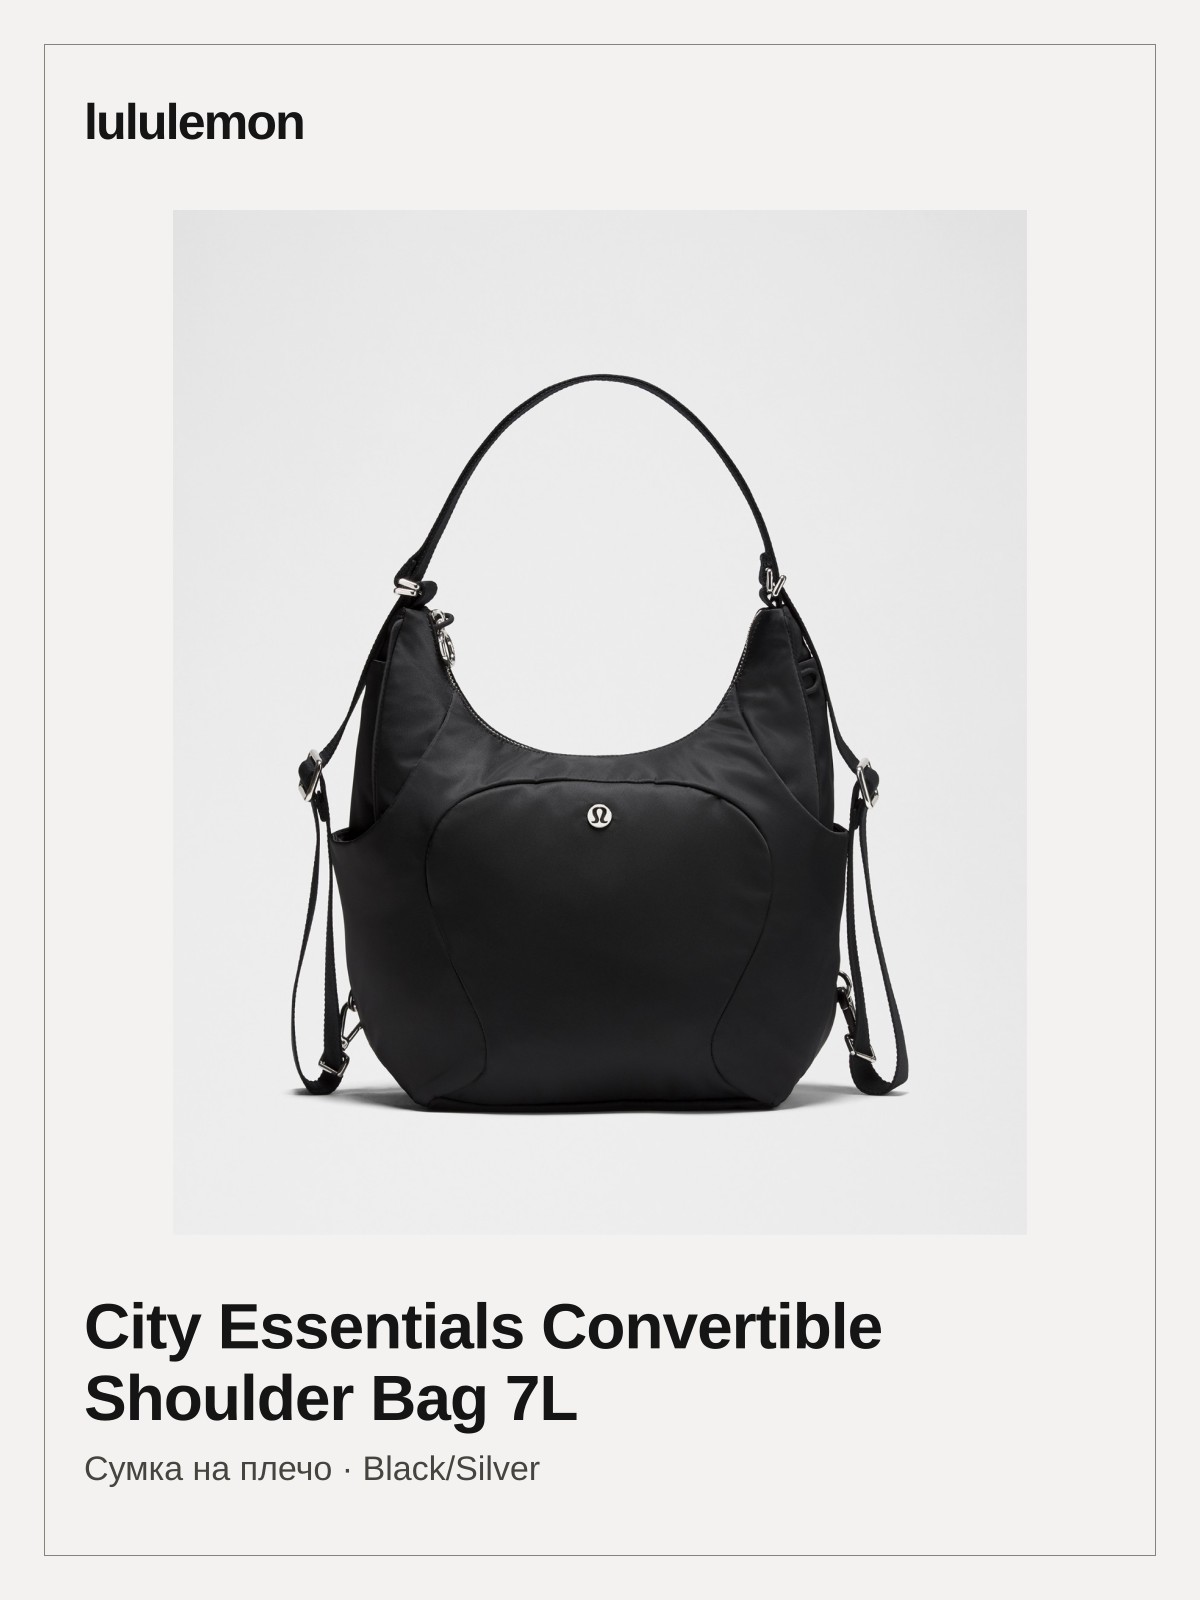 lululemon
City Essentials Convertible
Shoulder Bag 7L
Сумка на плечо · Black/Silver